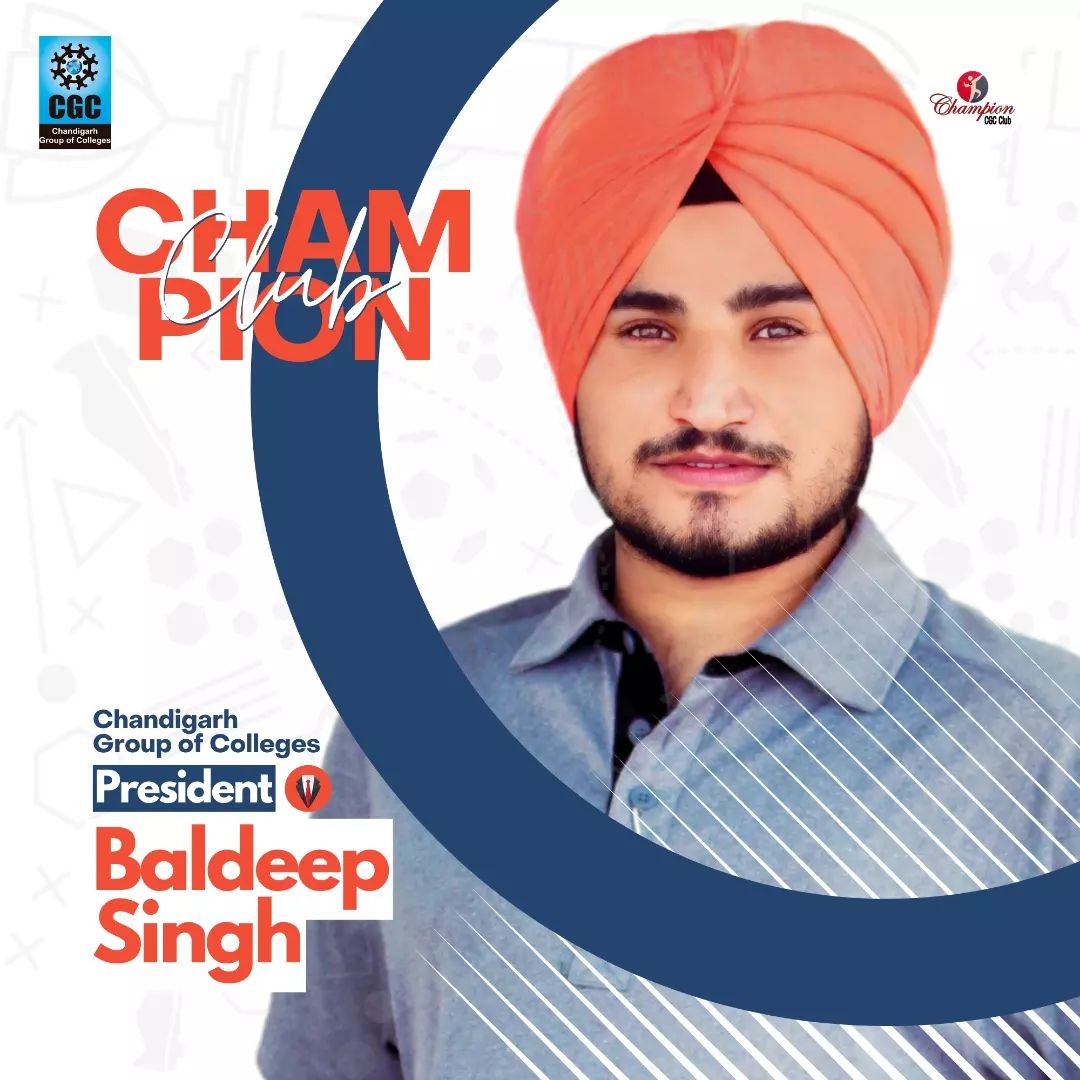 CGC
Chandigarh
Group of Colleges
Champion
CGC Club
CHAM
PION
Club
Chandigarh
Group of Colleges
President
Baldeep
Singh